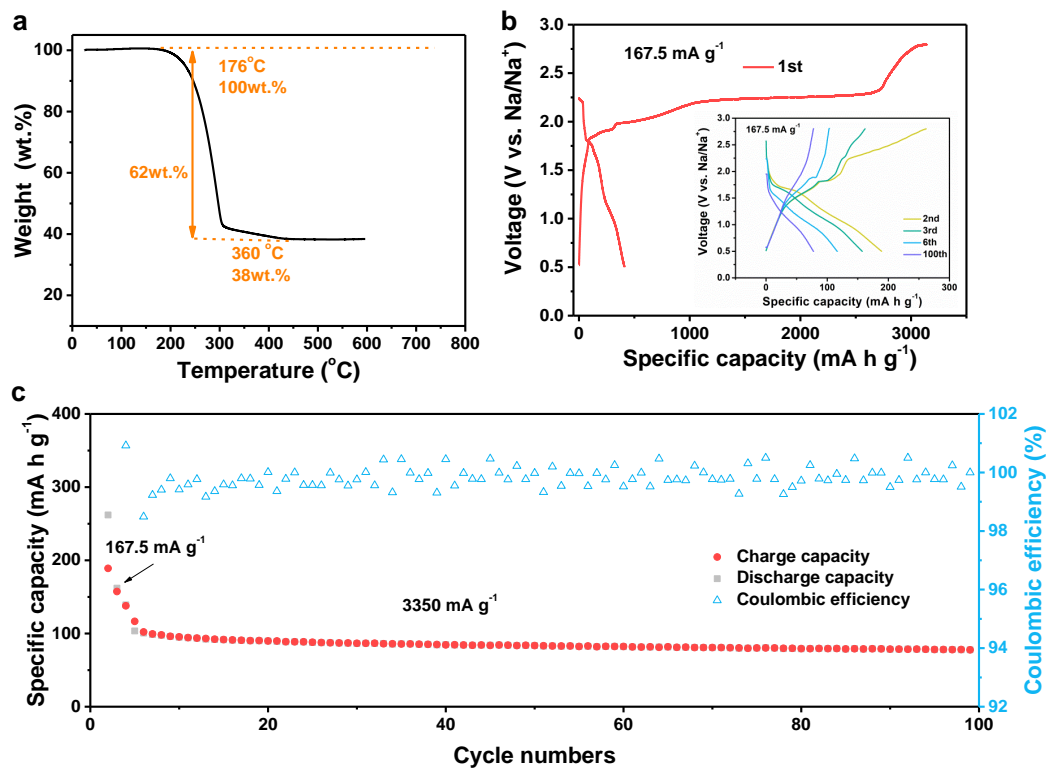 a
Weight (wt.%)
100
80
60
40
20
176°C
100wt.%
62wt.%
360 °C
38wt.%
0 100 200 300 400 500 600 700 800
Temperature (°C)
b
Voltage (V vs. Na/Na⁺)
3.0
2.5
2.0
1.5
1.0
0.5
0.0
167.5 mA g⁻¹
1st
0 1000 2000 3000
Specific capacity (mA h g⁻¹)
Voltage (V vs. Na/Na⁺)
3.0
2.5
2.0
1.5
1.0
0.5
0.0
167.5 mA g⁻¹
2nd
3rd
6th
100th
0 100 200 300
Specific capacity (mA h g⁻¹)
c
Specific capacity (mA h g⁻¹)
400
300
200
100
0
167.5 mA g⁻¹
3350 mA g⁻¹
Charge capacity
Discharge capacity
Coulombic efficiency
102
100
98
96
94
92
Coulombic efficiency (%)
0 20 40 60 80 100
Cycle numbers